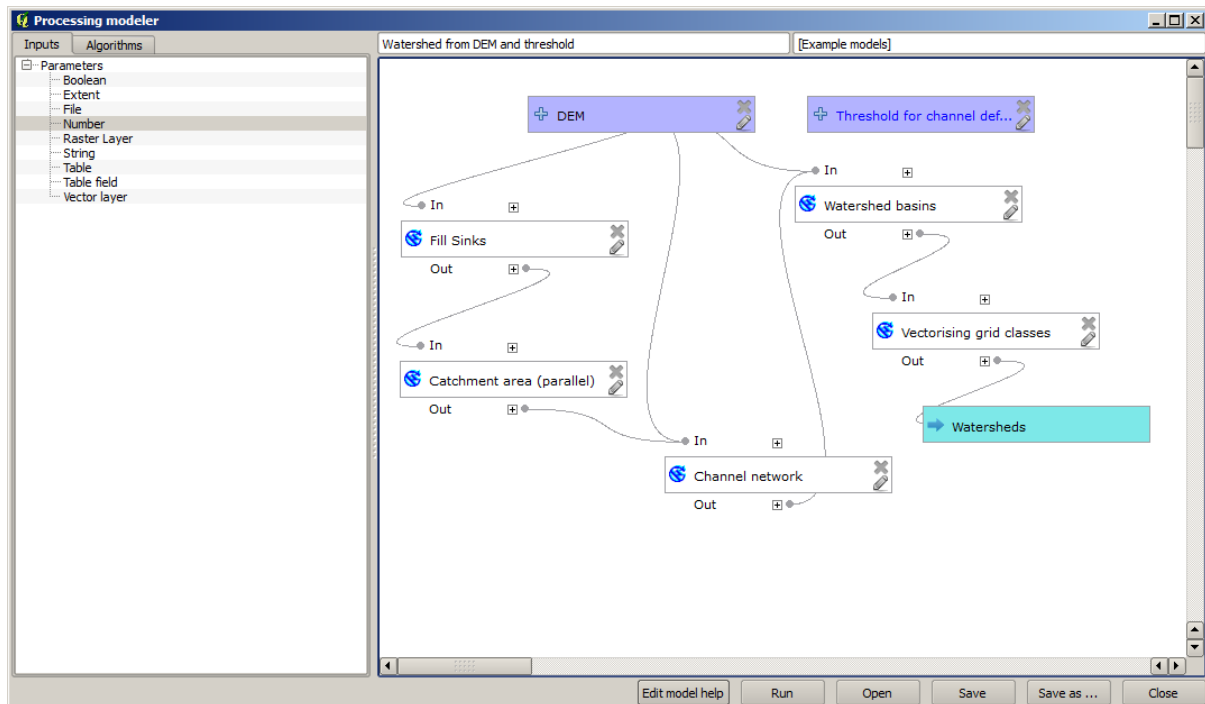 Processing modeler
Inputs
Algorithms
Parameters
Boolean
Extent
File
Number
Raster Layer
String
Table
Table field
Vector layer
Watershed from DEM and threshold
[Example models]
DEM
Threshold for channel def...
In
Watershed basins
Out
In
Fill Sinks
Out
In
Vectorising grid classes
Out
In
Catchment area (parallel)
Out
Watersheds
In
Channel network
Out
Edit model help
Run
Open
Save
Save as ...
Close